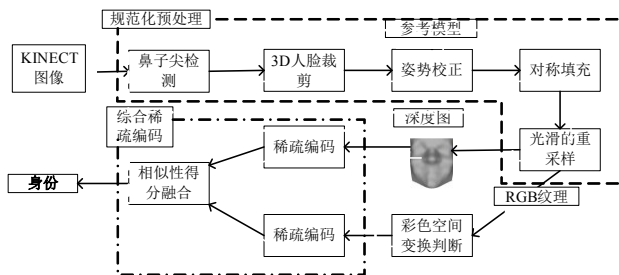 规范化预处理
参考模型
KINECT
图像
鼻子尖检
测
3D人脸裁
剪
姿势校正
对称填充
综合稀
疏编码
深度图
稀疏编码
光滑的重
采样
相似性得
分融合
身份
RGB纹理
稀疏编码
彩色空间
变换判断